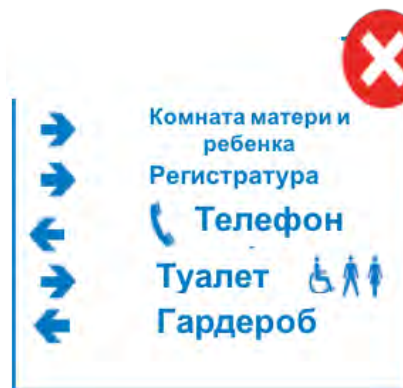 Комната матери и
ребенка
Регистратура
Телефон
Туалет
Гардероб